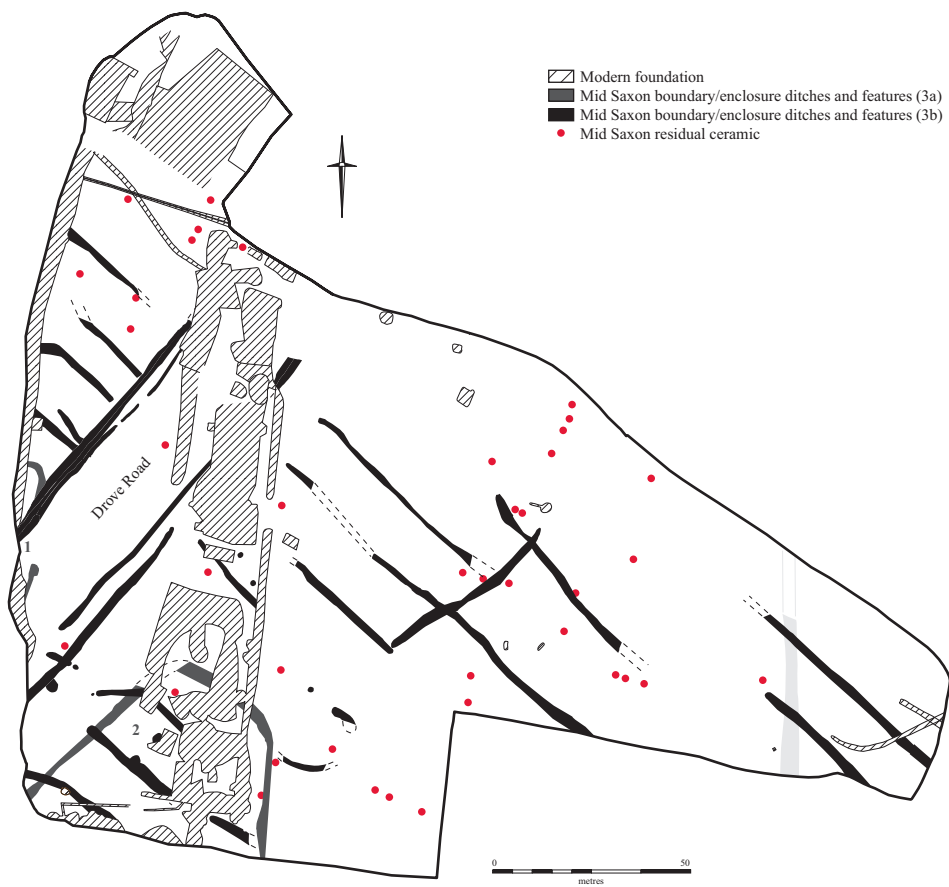 Modern foundation
Mid Saxon boundary/enclosure ditches and features (3a)
Mid Saxon boundary/enclosure ditches and features (3b)
Mid Saxon residual ceramic
Drove Road
1
2
0 50
metres